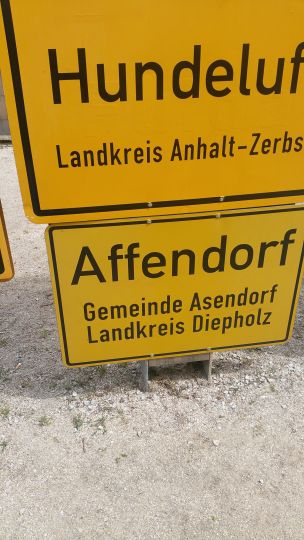 Hundeluf
Landkreis Anhalt-Zerbs
Affendorf
Gemeinde Asendorf
Landkreis Diepholz